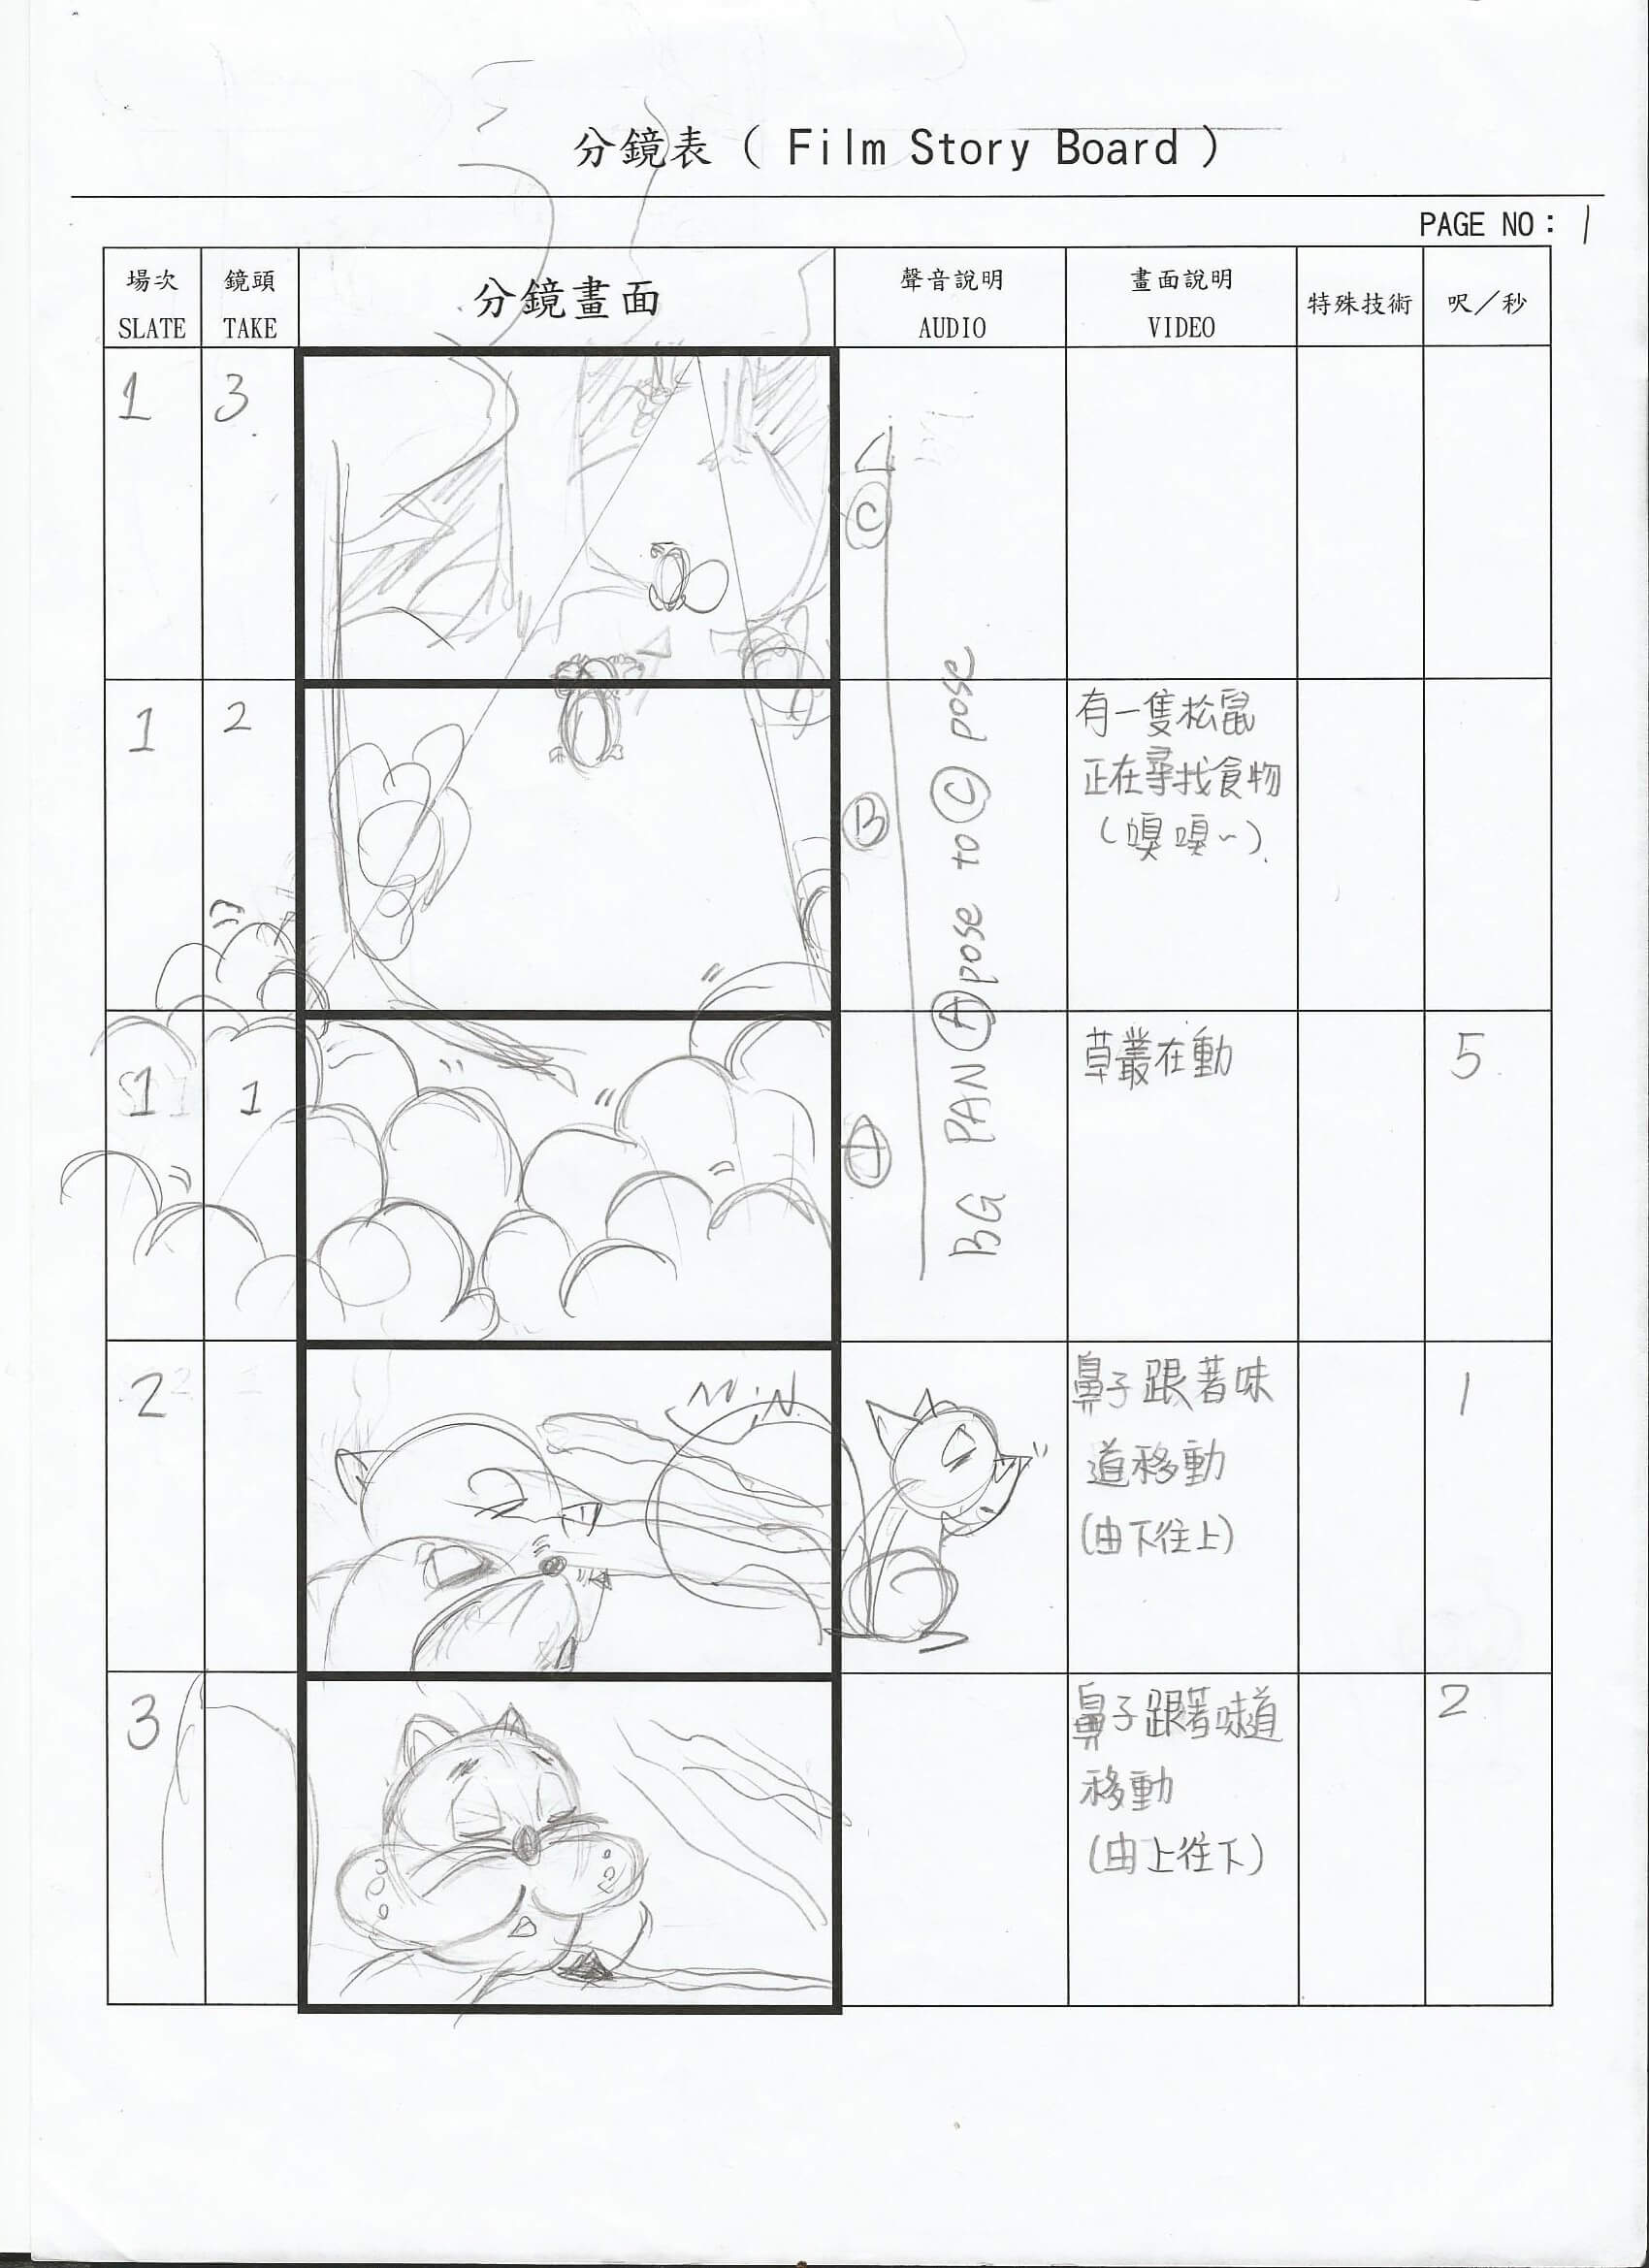 分鏡表 ( Film Story Board )
PAGE NO: 1
場次 鏡頭 分鏡畫面 聲音說明 畫面說明 特殊技術 呎／秒
SLATE TAKE AUDIO VIDEO
1 3
C
1 2
B
有一隻松鼠
正在尋找食物
(嗅嗅~)
BG PAN A pose to C pose
1 1
A
草叢在動
5
2
鼻子跟著味
道移動
(由下往上)
1
3
鼻子跟著味道
移動
(由上往下)
2